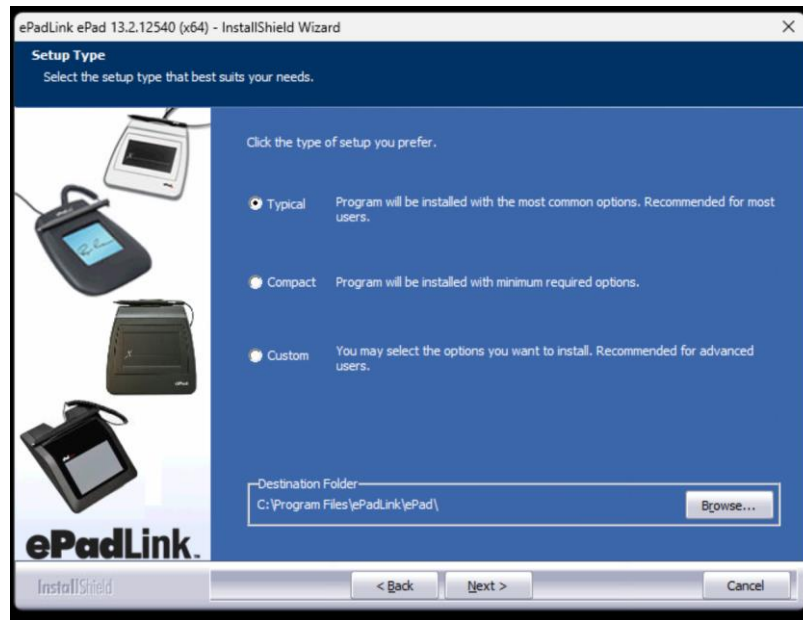 ePadLink ePad 13.2.12540 (x64) - InstallShield Wizard
Setup Type
Select the setup type that best suits your needs.
Click the type of setup you prefer.
Typical
Program will be installed with the most common options. Recommended for most
users.
Compact
Program will be installed with minimum required options.
Custom
You may select the options you want to install. Recommended for advanced
users.
Destination Folder
C:\Program Files\ePadLink\ePad\
Browse...
ePadLink
InstallShield
< Back
Next >
Cancel